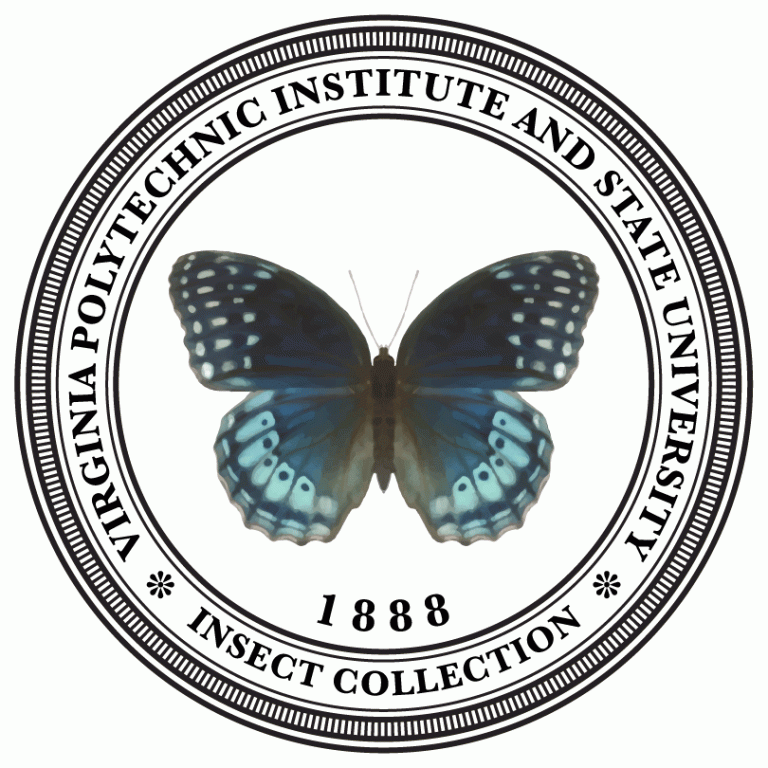 VIRGINIA POLYTECHNIC INSTITUTE AND STATE UNIVERSITY
1888
INSECT COLLECTION